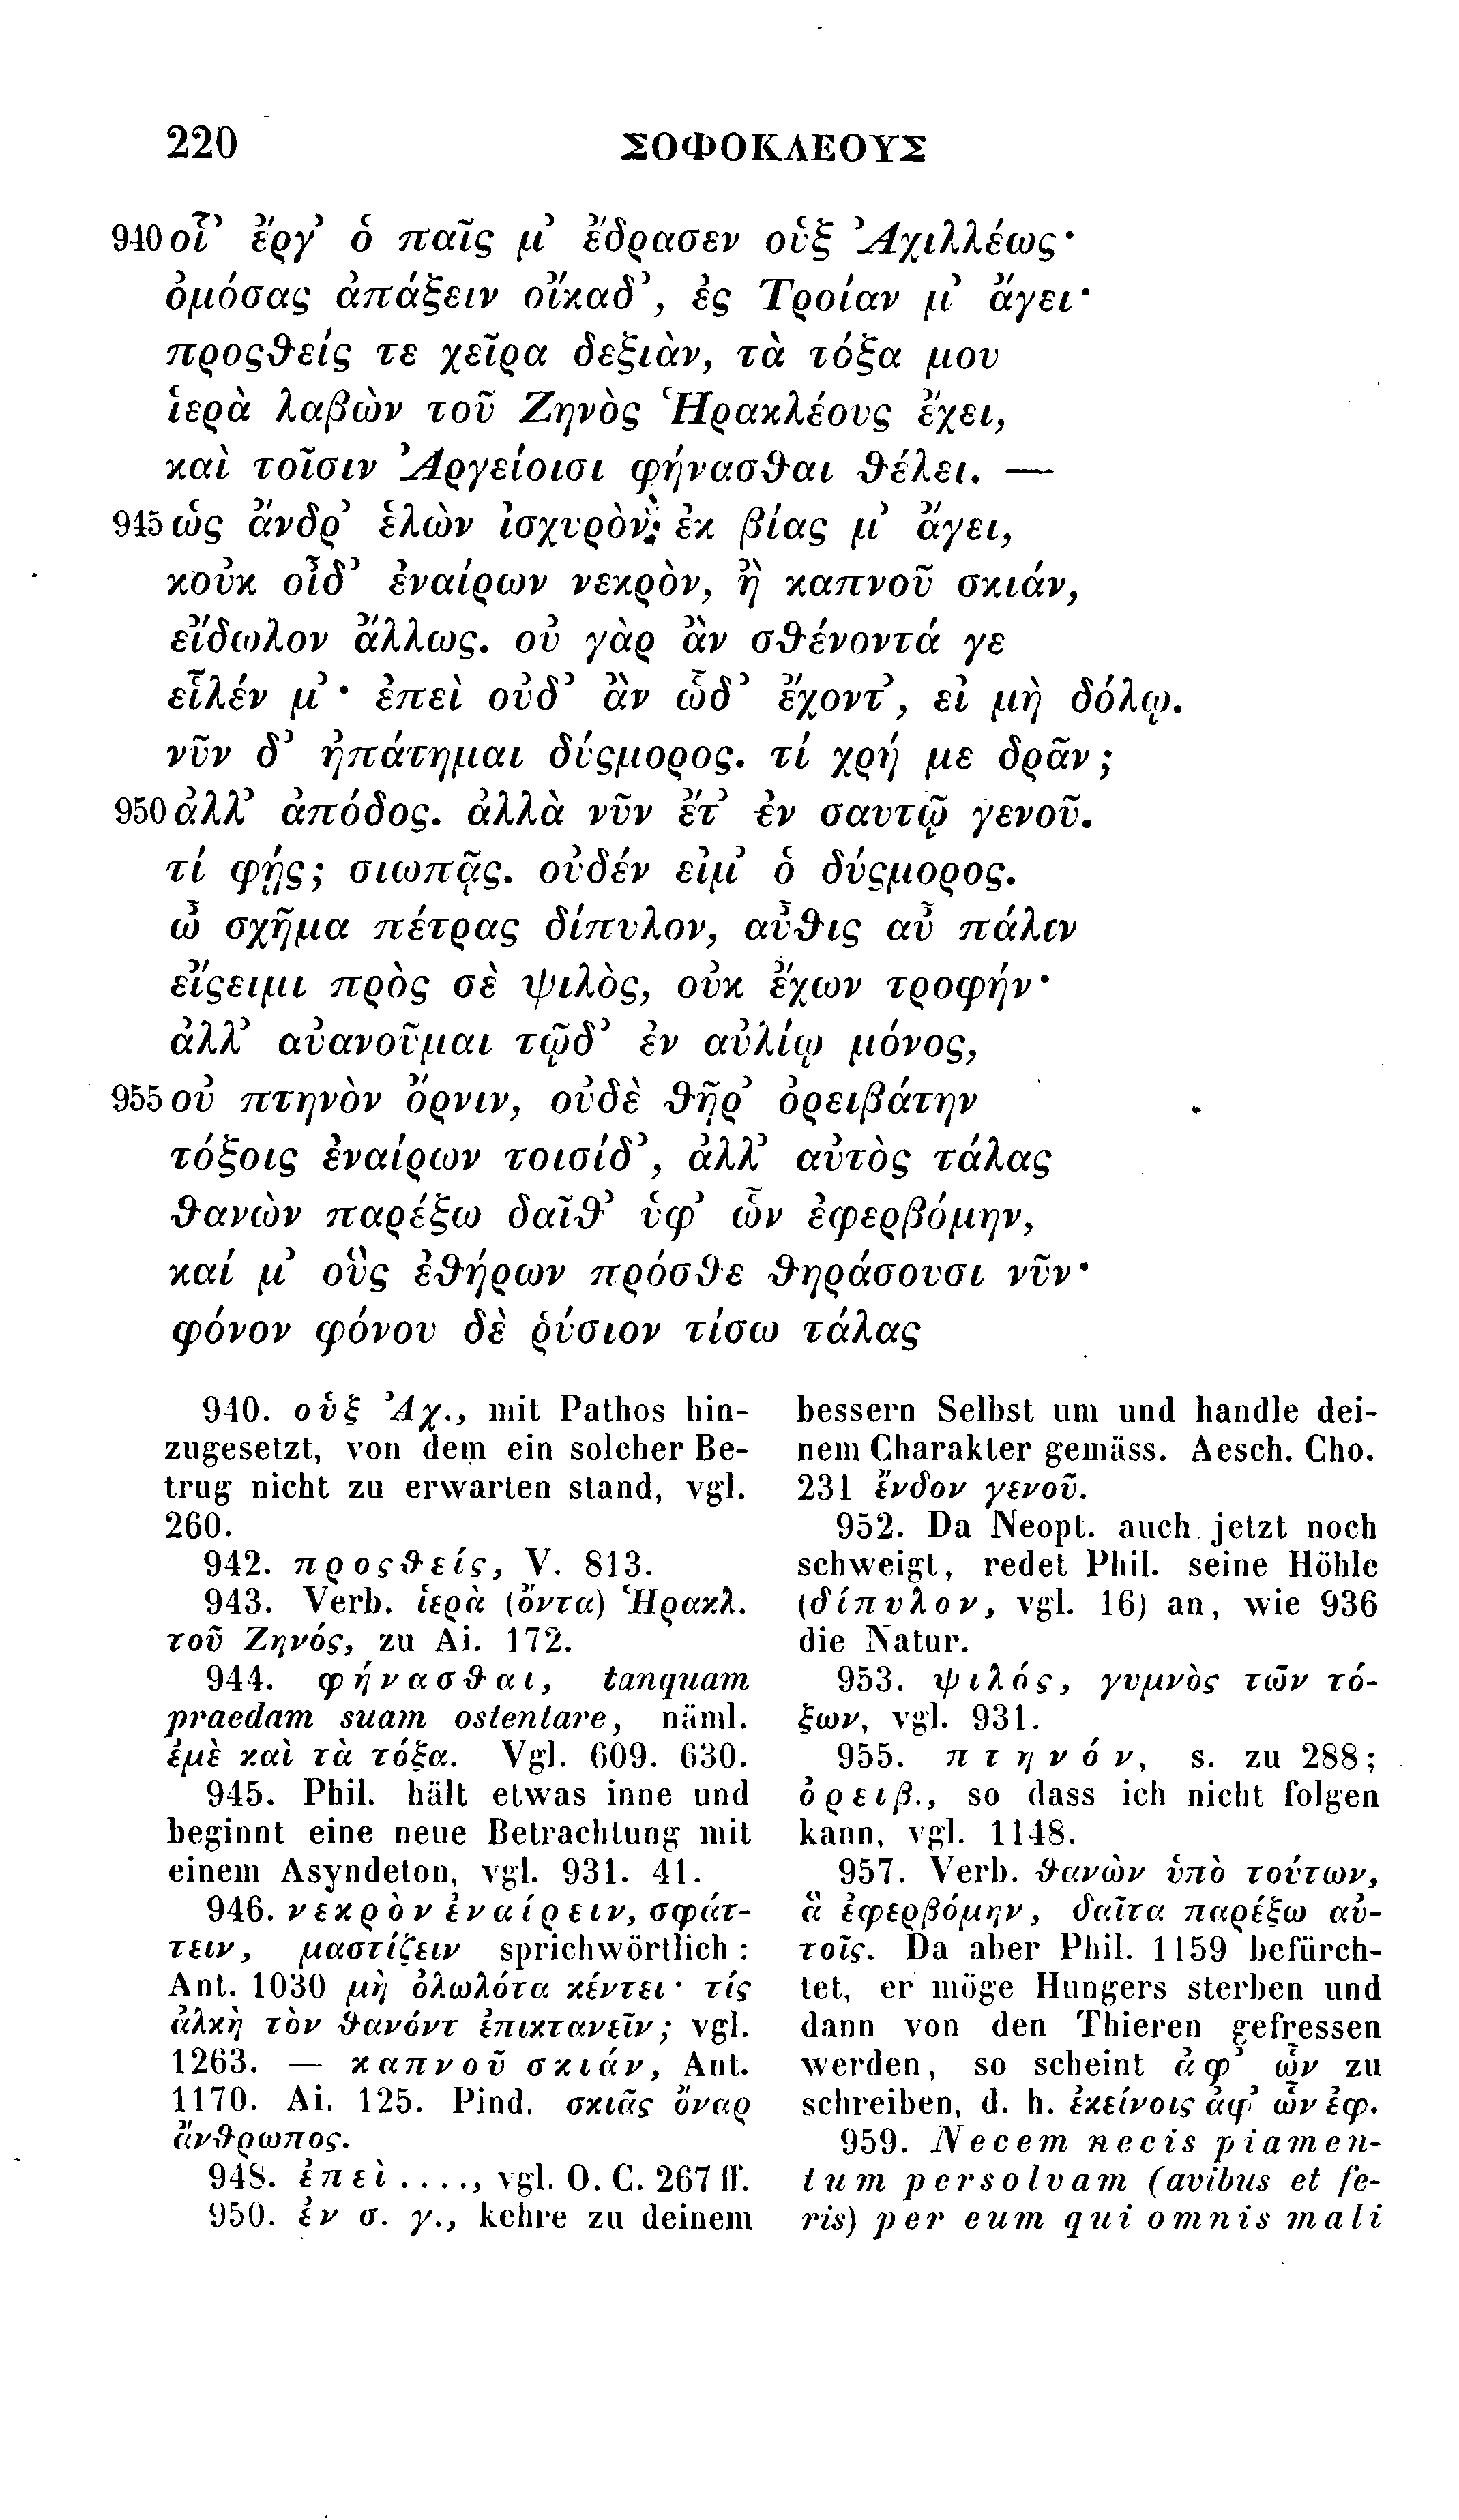 220 ΣΟΦΟΚΛΕΟΥΣ
940 οἷ᾽ ἔργ᾽ ὁ παῖς μ᾽ ἔδρασεν οὑξ Ἀχιλλέως·
ὀμόσας ἀπάξειν οἴκαδ᾽, ἐς Τροίαν μ᾽ ἄγει·
προςθείς τε χεῖρα δεξιὰν, τὰ τόξα μου
ἱερὰ λαβὼν τοῦ Ζηνὸς Ἡρακλέους ἔχει,
καὶ τοῖσιν Ἀργείοισι φήνασθαι θέλει. —
945 ὡς ἄνδρ᾽ ἑλὼν ἰσχυρὸν ἐκ βίας μ᾽ ἄγει,
κοὐκ οἶδ᾽ ἐναίρων νεκρὸν, ἢ καπνοῦ σκιάν,
εἴδωλον ἄλλως. οὐ γὰρ ἂν σθένοντά γε
εἷλέν μ᾽· ἐπεὶ οὐδ᾽ ἂν ὧδ᾽ ἔχοντ᾽, εἰ μὴ δόλῳ.
νῦν δ᾽ ἠπάτημαι δύςμορος. τί χρή με δρᾶν;
950 ἀλλ᾽ ἀπόδος. ἀλλὰ νῦν ἔτ᾽ ἐν σαυτῷ γενοῦ.
τί φῄς; σιωπᾷς. οὐδέν εἰμ᾽ ὁ δύςμορος.
ὦ σχῆμα πέτρας δίπυλον, αὖθις αὖ πάλιν
εἴςειμι πρὸς σὲ ψιλὸς, οὐκ ἔχων τροφήν·
ἀλλ᾽ αὐανοῦμαι τῷδ᾽ ἐν αὐλίῳ μόνος,
955 οὐ πτηνὸν ὄρνιν, οὐδὲ θῆρ᾽ ὀρειβάτην
τόξοις ἐναίρων τοισίδ᾽, ἀλλ᾽ αὐτὸς τάλας
θανὼν παρέξω δαῖθ᾽ ὑφ᾽ ὧν ἐφερβόμην,
καί μ᾽ οὓς ἐθήρων πρόσθε θηράσουσι νῦν·
φόνον φόνου δὲ ῥύσιον τίσω τάλας
940. οὑξ Ἀχ., mit Pathos hin-
zugesetzt, von dem ein solcher Be-
trug nicht zu erwarten stand, vgl.
260.
942. προςθείς, V. 813.
943. Verb. ἱερὰ (ὄντα) Ἡρακλ.
τοῦ Ζηνός, zu Ai. 172.
944. φήνασθαι, tanquam
praedam suam ostentare, näml.
ἐμὲ καὶ τὰ τόξα. Vgl. 609. 630.
945. Phil. hält etwas inne und
beginnt eine neue Betrachtung mit
einem Asyndeton, vgl. 931. 41.
946. νεκρὸν ἐναίρειν, σφάτ-
τειν, μαστίζειν sprichwörtlich:
Ant. 1030 μὴ ὀλωλότα κέντει· τίς
ἀλκὴ τὸν θανόντ ἐπικτανεῖν; vgl.
1263. — καπνοῦ σκιάν, Ant.
1170. Ai. 125. Pind. σκιᾶς ὄναρ
ἄνθρωπος.
948. ἐπεὶ...., vgl. O. C. 267 ff.
950. ἐν σ. γ., kehre zu deinem
bessern Selbst um und handle dei-
nem Charakter gemäss. Aesch. Cho.
231 ἔνδον γενοῦ.
952. Da Neopt. auch jetzt noch
schweigt, redet Phil. seine Höhle
(δίπυλον, vgl. 16) an, wie 936
die Natur.
953. ψιλός, γυμνὸς τῶν τό-
ξων, vgl. 931.
955. πτηνόν, s. zu 288;
ὀρειβ., so dass ich nicht folgen
kann, vgl. 1148.
957. Verb. θανὼν ὑπὸ τούτων,
ἃ ἐφερβόμην, δαῖτα παρέξω αὐ-
τοῖς. Da aber Phil. 1159 befürch-
tet, er möge Hungers sterben und
dann von den Thieren gefressen
werden, so scheint ἀφ᾽ ὧν zu
schreiben, d. h. ἐκείνοις ἀφ᾽ ὧν ἐφ.
959. Necem necis piamen-
tum persolvam (avibus et fe-
ris) per eum qui omnis mali